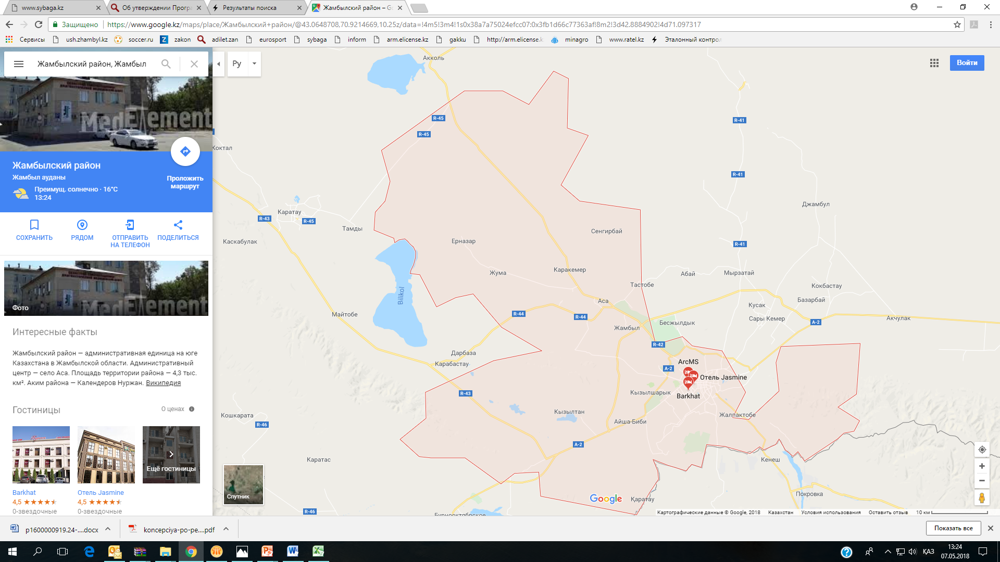 www.sybaga.kz
Об утверждении Програ
Результаты поиска
Жамбылский район – Go
Защищено
https://www.google.kz/maps/place/Жамбылский+район/@43.0648708,70.9214669,10.25z/data=!4m5!3m4!1s0x38a7a75024efcc07:0x3fb1d66c77363af!8m2!3d42.8884902!4d71.097317
Сервисы
ush.zhambyl.kz
soccer.ru
zakon
adilet.zan
eurosport
sybaga
inform
arm.elicense.kz
gakku
http://arm.elicense.k
minagro
www.ratel.kz
Эталонный контрол
Жамбылский район, Жамбыл
Ру
Войти
MedElement
Жамбылский район
Жамбыл ауданы
Преимущ. солнечно · 16°C
13:24
Проложить
маршрут
СОХРАНИТЬ
РЯДОМ
ОТПРАВИТЬ
НА ТЕЛЕФОН
ПОДЕЛИТЬСЯ
MedElement
Фото
Интересные факты
Жамбылский район — административная единица на юге
Казахстана в Жамбылской области. Административный
центр — село Аса. Площадь территории района — 4,3 тыс.
км². Аким района — Календеров Нуржан. Википедия
Гостиницы
О ценах
Ещё гостиницы
Barkhat
4,5
0-звездочные
Отель Jasmine
4,5
0-звездочные
Акколь
R-45
R-45
R-41
Коктал
R-41
Джамбул
Каратау
R-43
R-45
Тамды
Сенгирбай
Каскабулак
Ерназар
R-41
Жума
Каракемер
Абай
Мырзатай
Тастобе
Кокбастау
Bilikol
Аса
Базарбай
Кусак
Майтобе
R-44
R-44
Сары Кемер
Акчулак
Бесжылдык
A-2
Жамбыл
R-42
Дарбаза
Карабастау
ArcMS
A-2
Отель Jasmine
R-43
Кызылшарык
Barkhat
Кызылтан
Жалпактобе
Кошкарата
R-46
Айша-Биби
A-2
Каратас
Кенеш
Покровка
Спутник
Google
Қаратау
R-46
Бурнооктябрское
Картографические данные © Google, 2018
Казахстан
Условия использования
Оставить отзыв
10 км
p1600000919.24-....docx
koncepciya-po-pe....pdf
Показать все
ҚАЗ
13:24
07.05.2018